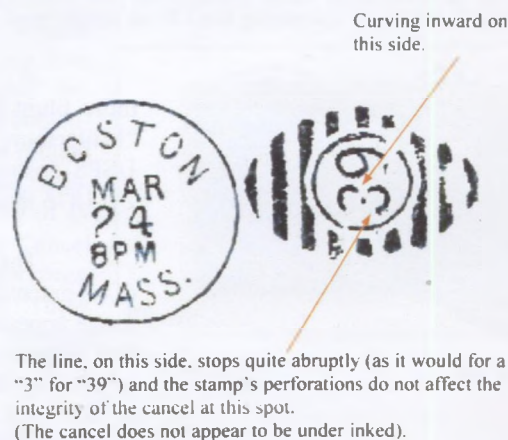 Curving inward on
this side.
BOSTON
MAR
24
8PM
MASS.
39
The line, on this side, stops quite abruptly (as it would for a
“3” for “39”) and the stamp’s perforations do not affect the
integrity of the cancel at this spot.
(The cancel does not appear to be under inked).